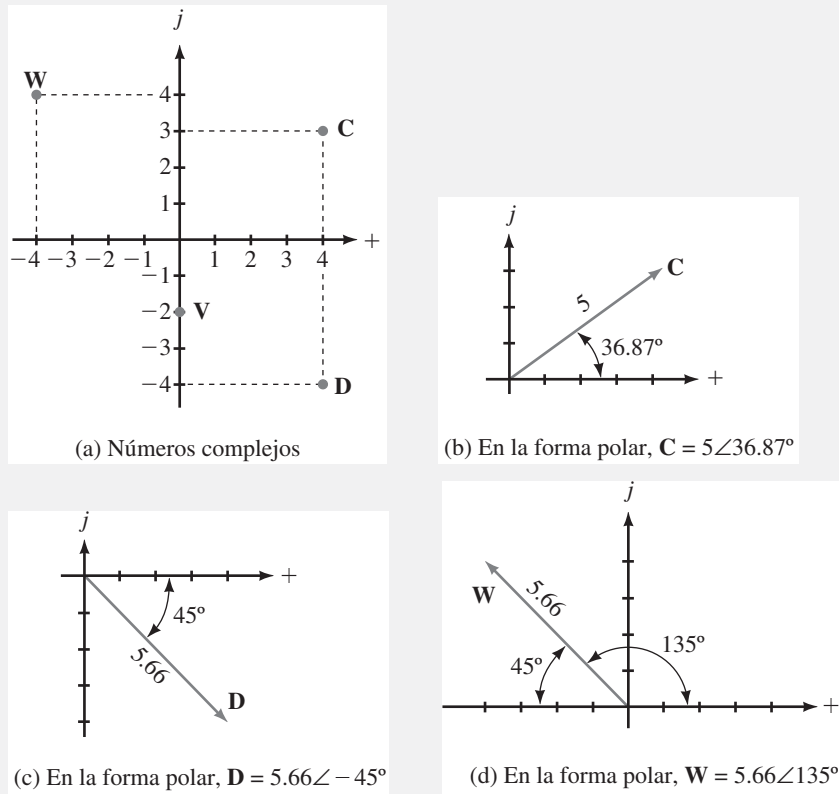 j
W
4
3
C
2
1
+
−4 −3 −2 −1 1 2 3 4
−1
−2 V
−3
−4
D
(a) Números complejos
j
C
5
36.87º
+
(b) En la forma polar, C = 5∠36.87º
j
+
45º
5.66
D
(c) En la forma polar, D = 5.66∠−45º
j
W
5.66
45º
135º
+
(d) En la forma polar, W = 5.66∠135º